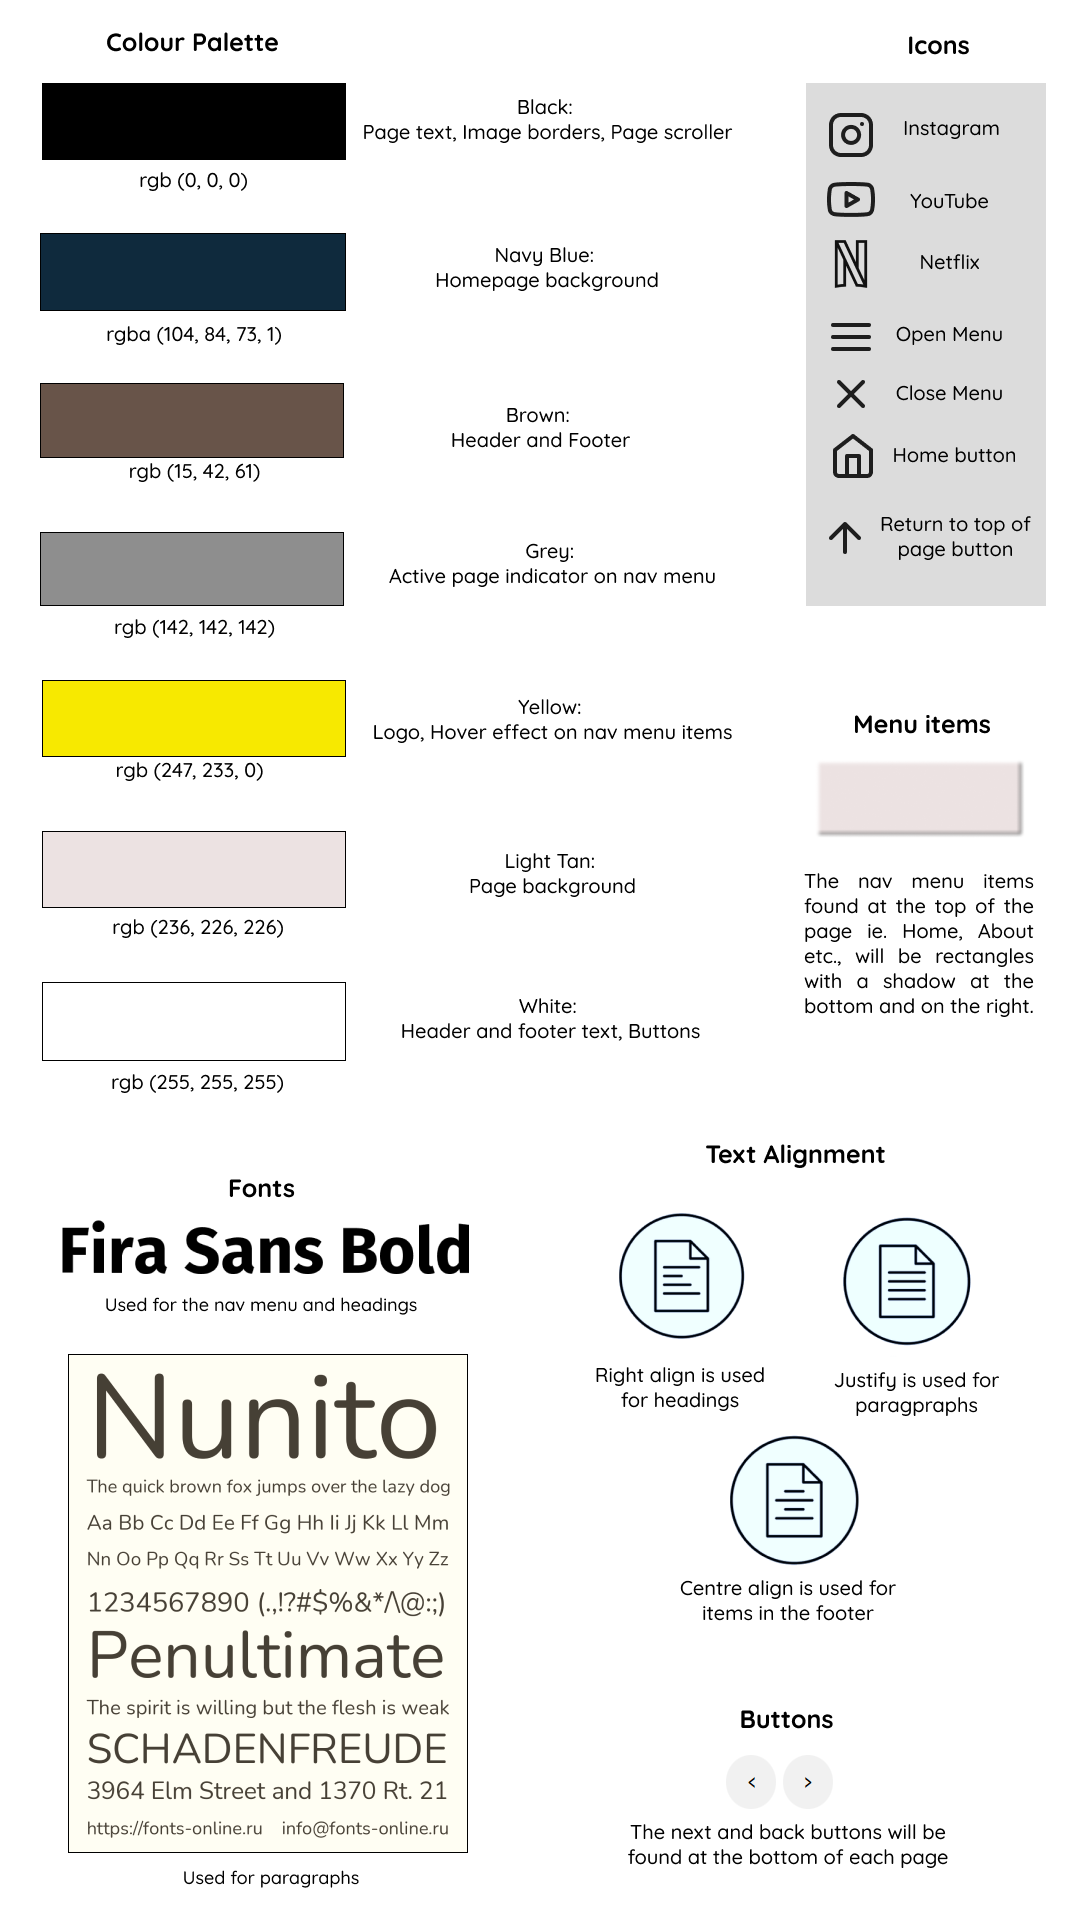 Colour Palette
Black:
Page text, Image borders, Page scroller
rgb (0, 0, 0)
Navy Blue:
Homepage background
rgba (104, 84, 73, 1)
Brown:
Header and Footer
rgb (15, 42, 61)
Grey:
Active page indicator on nav menu
rgb (142, 142, 142)
Yellow:
Logo, Hover effect on nav menu items
rgb (247, 233, 0)
Light Tan:
Page background
rgb (236, 226, 226)
White:
Header and footer text, Buttons
rgb (255, 255, 255)
Icons
Instagram
YouTube
Netflix
Open Menu
Close Menu
Home button
Return to top of
page button
Menu items
The nav menu items
found at the top of the
page ie. Home, About
etc., will be rectangles
with a shadow at the
bottom and on the right.
Fonts
Fira Sans Bold
Used for the nav menu and headings
Nunito
The quick brown fox jumps over the lazy dog
Aa Bb Cc Dd Ee Ff Gg Hh Ii Jj Kk Ll Mm
Nn Oo Pp Qq Rr Ss Tt Uu Vv Ww Xx Yy Zz
1234567890 (.,!?#$%&*/\@:;)
Penultimate
The spirit is willing but the flesh is weak
SCHADENFREUDE
3964 Elm Street and 1370 Rt. 21
https://fonts-online.ru info@fonts-online.ru
Used for paragraphs
Text Alignment
Right align is used
for headings
Justify is used for
paragpraphs
Centre align is used for
items in the footer
Buttons
< >
The next and back buttons will be
found at the bottom of each page